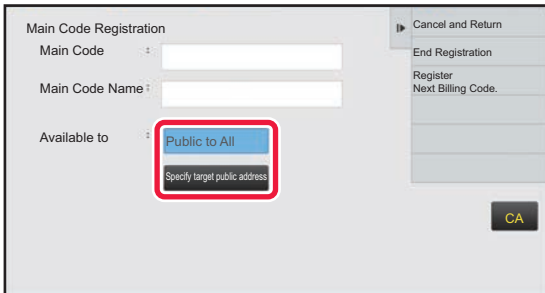 Main Code Registration
Main Code :
Main Code Name :
Available to :
Public to All
Specify target public address
Cancel and Return
End Registration
Register
Next Billing Code.
CA